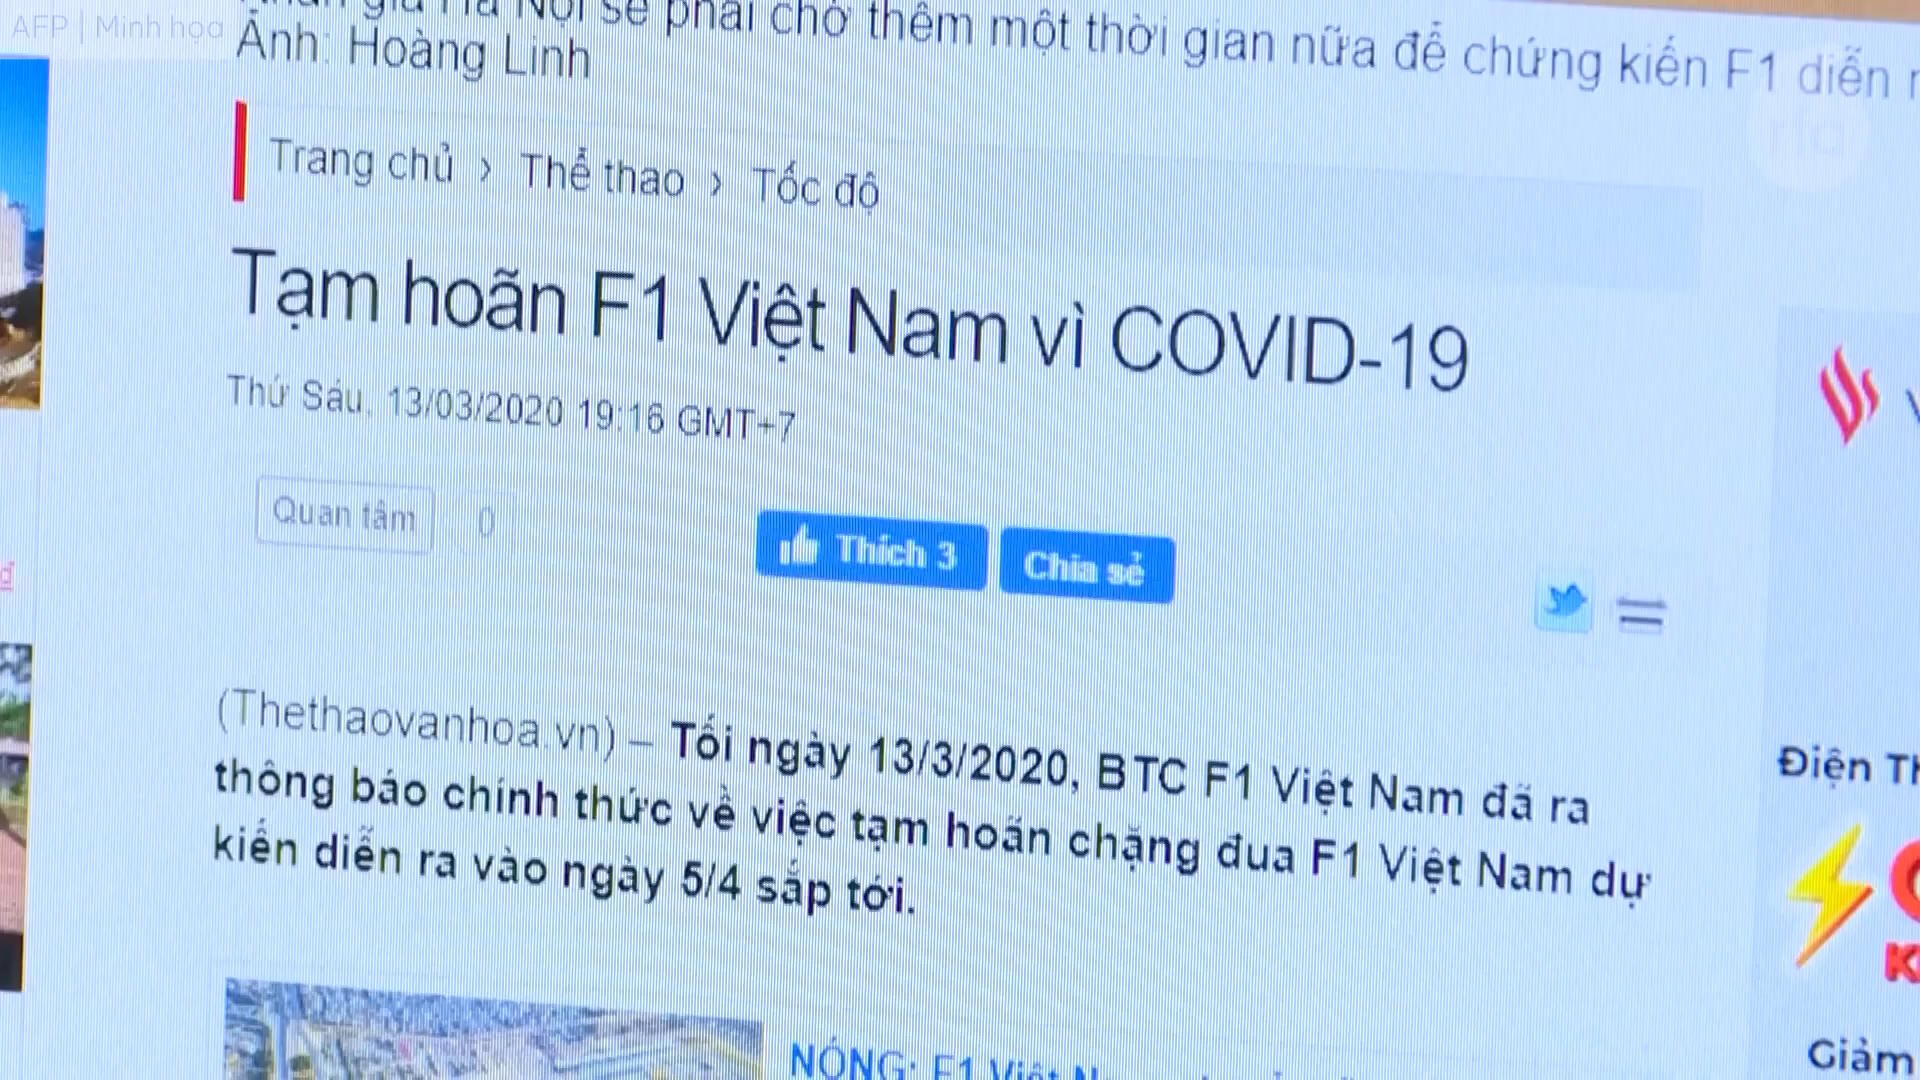 AFP | Minh họa
sẽ phải chờ thêm một thời gian nữa để chứng kiến F1 diễn
Ảnh: Hoàng Linh
Trang chủ › Thể thao › Tốc độ
Tạm hoãn F1 Việt Nam vì COVID-19
Thứ Sáu, 13/03/2020 19:16 GMT+7
Quan tâm 0
Thích 3 Chia sẻ
(Thethaovanhoa.vn) – Tối ngày 13/3/2020, BTC F1 Việt Nam đã ra
thông báo chính thức về việc tạm hoãn chặng đua F1 Việt Nam dự
kiến diễn ra vào ngày 5/4 sắp tới.
Điện
NÓNG: F1 Việt
Giảm